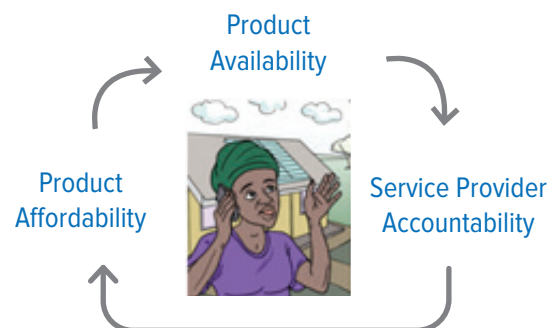 Product
Availability
Service Provider
Accountability
Product
Affordability